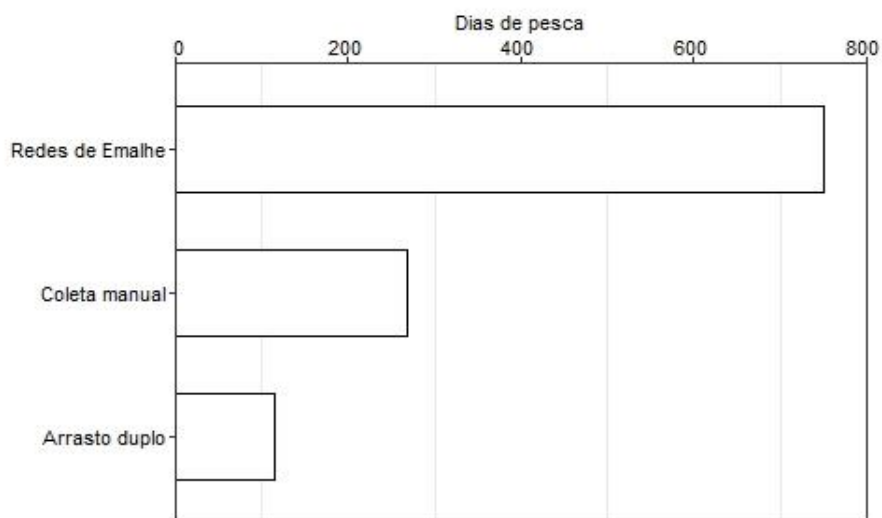 Dias de pesca
0 200 400 600 800
Redes de Emalhe
Coleta manual
Arrasto duplo